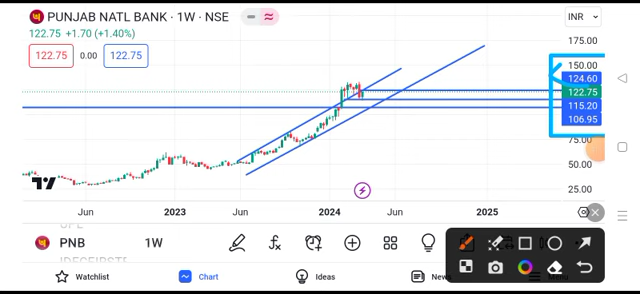 PUNJAB NATL BANK · 1W · NSE
INR
122.75 +1.70 (+1.40%)
122.75 0.00 122.75
175.00
150.00
124.60
122.75
115.20
106.95
50.00
25.00
Jun 2023 Jun 2024 Jun 2025
PNB 1W
Watchlist Chart Ideas News